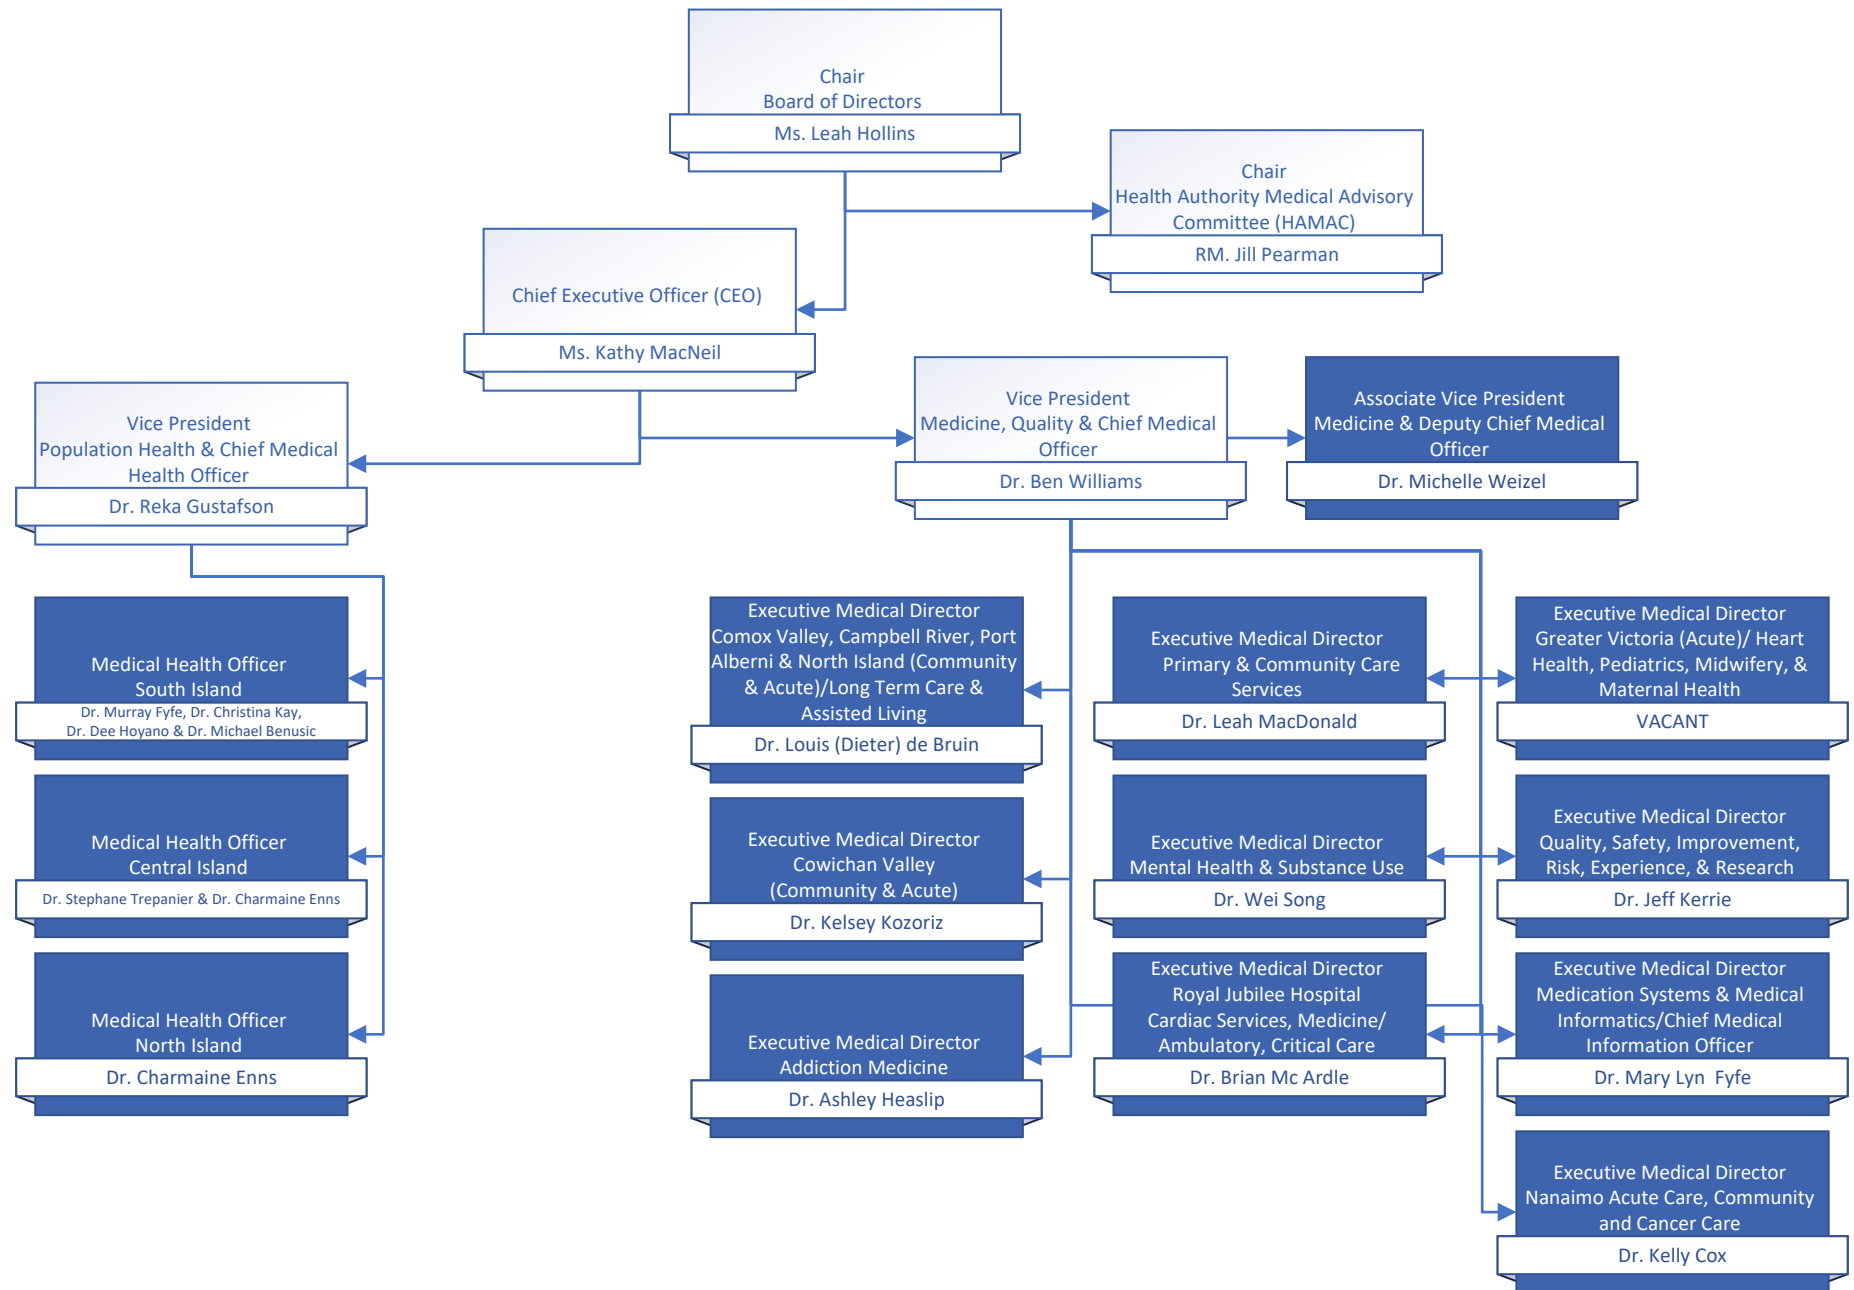 Chair
Board of Directors
Ms. Leah Hollins
Chair
Health Authority Medical Advisory
Committee (HAMAC)
RM. Jill Pearman
Chief Executive Officer (CEO)
Ms. Kathy MacNeil
Vice President
Population Health & Chief Medical
Health Officer
Dr. Reka Gustafson
Vice President
Medicine, Quality & Chief Medical
Officer
Dr. Ben Williams
Associate Vice President
Medicine & Deputy Chief Medical
Officer
Dr. Michelle Weizel
Medical Health Officer
South Island
Dr. Murray Fyfe, Dr. Christina Kay,
Dr. Dee Hoyano & Dr. Michael Benusic
Medical Health Officer
Central Island
Dr. Stephane Trepanier & Dr. Charmaine Enns
Medical Health Officer
North Island
Dr. Charmaine Enns
Executive Medical Director
Comox Valley, Campbell River, Port
Alberni & North Island (Community
& Acute)/Long Term Care &
Assisted Living
Dr. Louis (Dieter) de Bruin
Executive Medical Director
Cowichan Valley
(Community & Acute)
Dr. Kelsey Kozoriz
Executive Medical Director
Addiction Medicine
Dr. Ashley Heaslip
Executive Medical Director
Primary & Community Care
Services
Dr. Leah MacDonald
Executive Medical Director
Mental Health & Substance Use
Dr. Wei Song
Executive Medical Director
Royal Jubilee Hospital
Cardiac Services, Medicine/
Ambulatory, Critical Care
Dr. Brian Mc Ardle
Executive Medical Director
Greater Victoria (Acute)/ Heart
Health, Pediatrics, Midwifery, &
Maternal Health
VACANT
Executive Medical Director
Quality, Safety, Improvement,
Risk, Experience, & Research
Dr. Jeff Kerrie
Executive Medical Director
Medication Systems & Medical
Informatics/Chief Medical
Information Officer
Dr. Mary Lyn  Fyfe
Executive Medical Director
Nanaimo Acute Care, Community
and Cancer Care
Dr. Kelly Cox